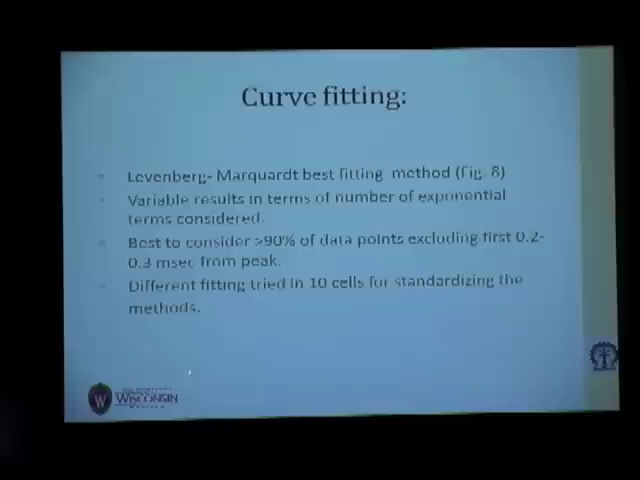 Curve fitting:
Levenberg- Marquardt best fitting method (Fig. 8)
Variable results in terms of number of exponential
terms considered.
Best to consider >90% of data points excluding first 0.2-
0.3 msec from peak.
Different fitting tried in 10 cells for standardizing the
methods.
W
WISCONSIN